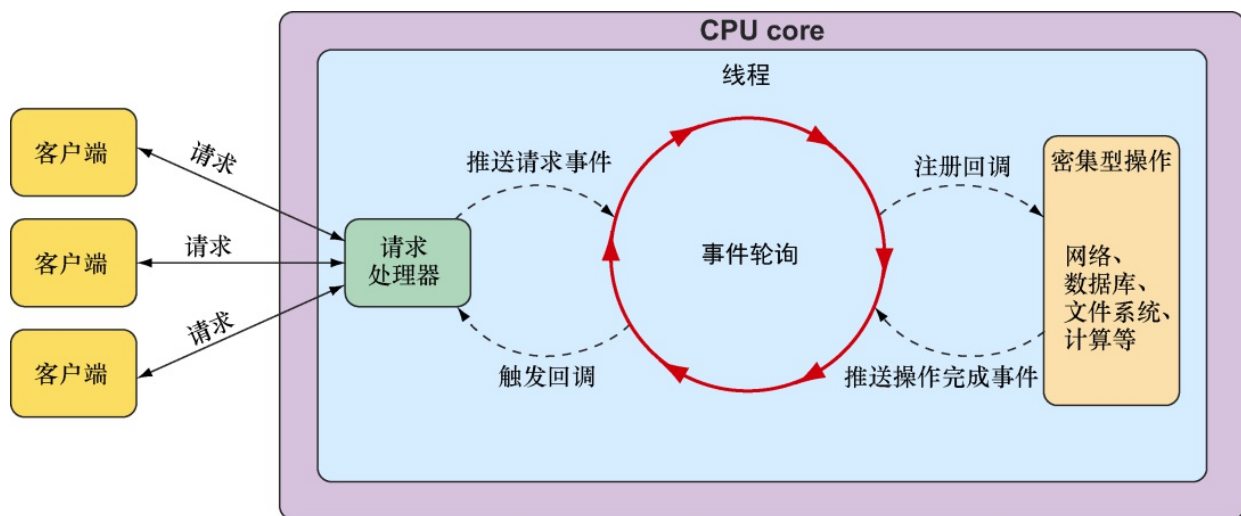 CPU core
线程
客户端
请求
推送请求事件
注册回调
密集型操作
客户端
请求
请求
处理器
事件轮询
网络、
数据库、
文件系统、
计算等
客户端
请求
触发回调
推送操作完成事件